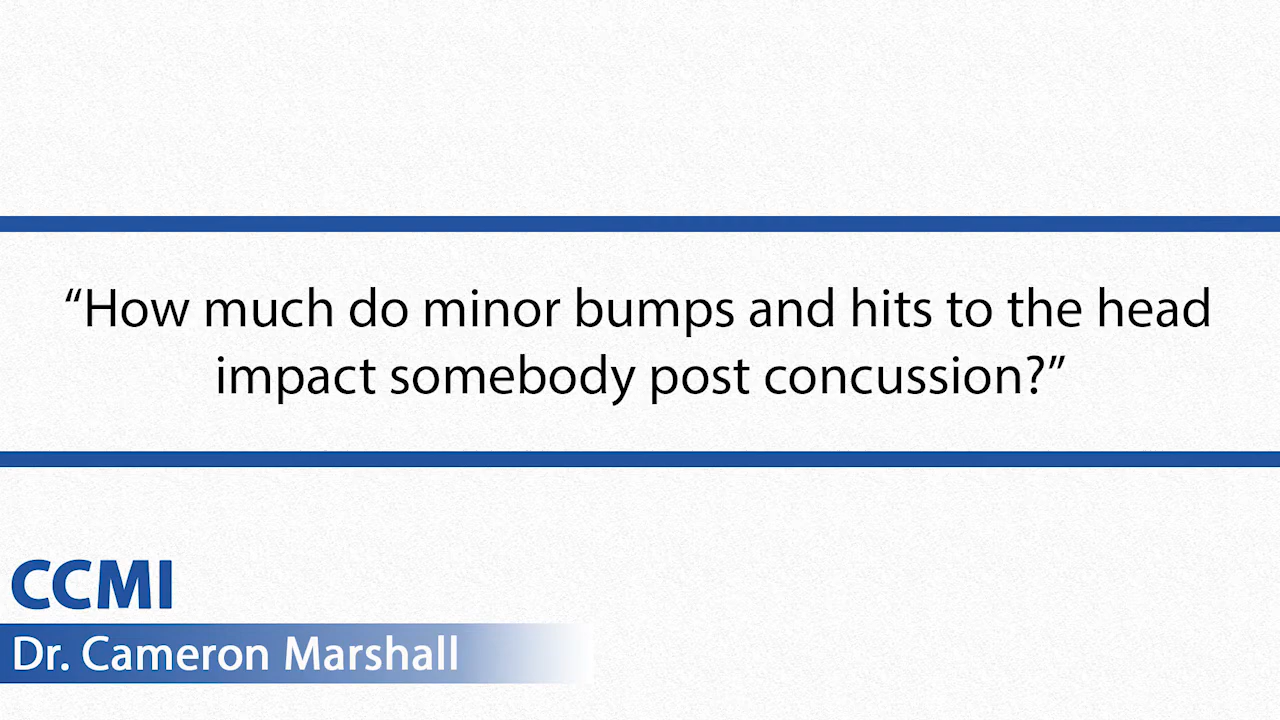 “How much do minor bumps and hits to the head
impact somebody post concussion?”
CCMI
Dr. Cameron Marshall